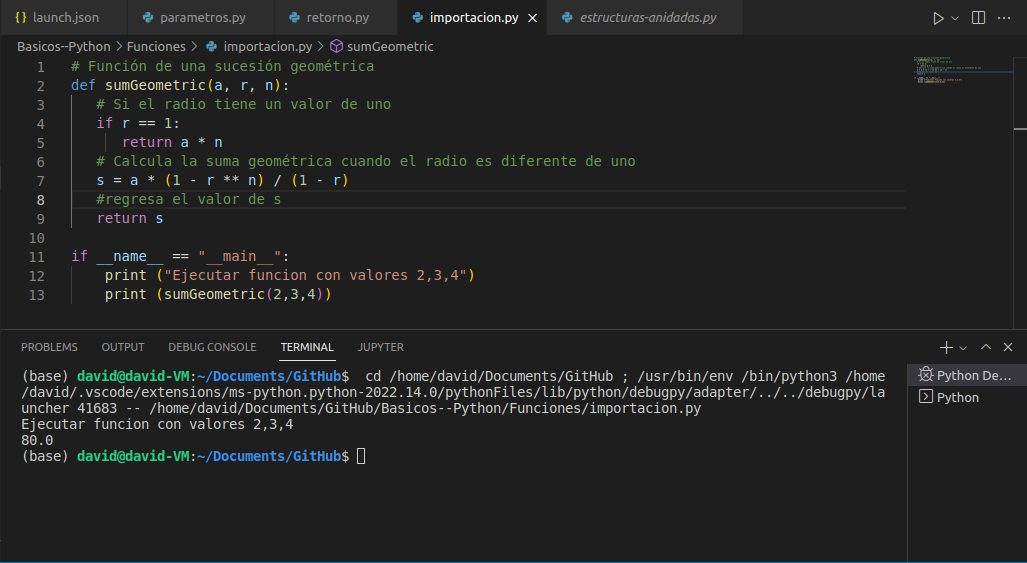 launch.json parametros.py retorno.py importacion.py estructuras-anidadas.py
Basicos--Python > Funciones > importacion.py > sumGeometric
1 # Función de una sucesión geométrica
2 def sumGeometric(a, r, n):
3 # Si el radio tiene un valor de uno
4 if r == 1:
5 return a * n
6 # Calcula la suma geométrica cuando el radio es diferente de uno
7 s = a * (1 - r ** n) / (1 - r)
8 #regresa el valor de s
9 return s
10
11 if __name__ == "__main__":
12 print ("Ejecutar funcion con valores 2,3,4")
13 print (sumGeometric(2,3,4))
PROBLEMS OUTPUT DEBUG CONSOLE TERMINAL JUPYTER
(base) david@david-VM:~/Documents/GitHub$  cd /home/david/Documents/GitHub ; /usr/bin/env /bin/python3 /home
/david/.vscode/extensions/ms-python.python-2022.14.0/pythonFiles/lib/python/debugpy/adapter/../../debugpy/la
uncher 41683 -- /home/david/Documents/GitHub/Basicos--Python/Funciones/importacion.py
Ejecutar funcion con valores 2,3,4
80.0
(base) david@david-VM:~/Documents/GitHub$
Python De...
Python